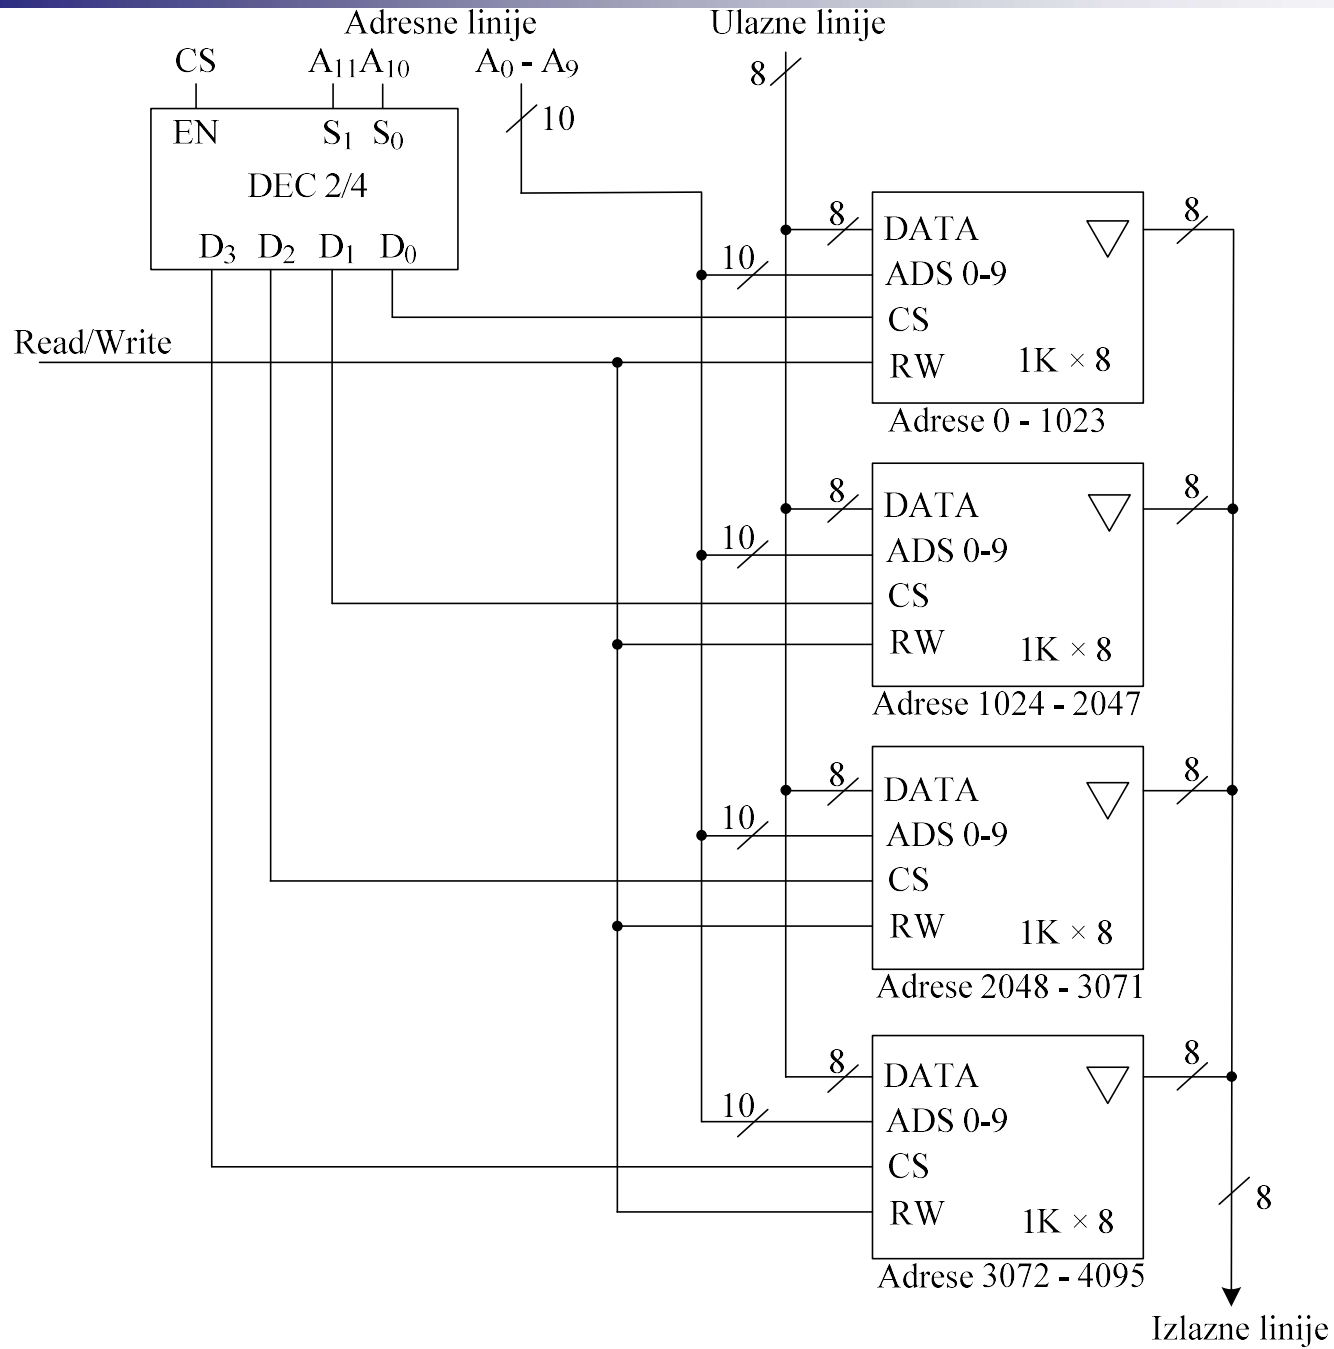 Adresne linije
Ulazne linije
CS
A₁₁A₁₀
A₀ - A₉
8
10
EN
S₁ S₀
DEC 2/4
D₃ D₂ D₁ D₀
Read/Write
8
DATA
8
10
ADS 0-9
CS
RW
1K × 8
Adrese 0 - 1023
8
DATA
8
10
ADS 0-9
CS
RW
1K × 8
Adrese 1024 - 2047
8
DATA
8
10
ADS 0-9
CS
RW
1K × 8
Adrese 2048 - 3071
8
DATA
8
10
ADS 0-9
CS
RW
1K × 8
Adrese 3072 - 4095
8
Izlazne linije